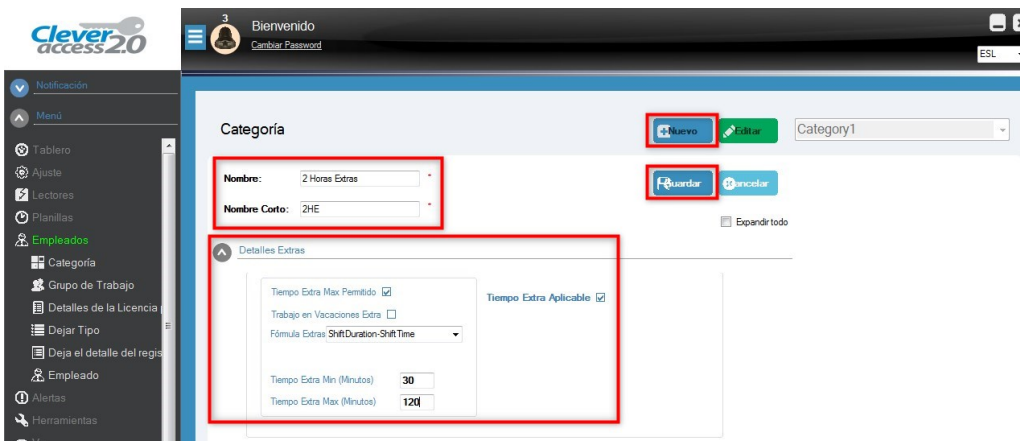 Clever
access2.0
3
Bienvenido
Cambiar Password
ESL
Notificación
Menú
Tablero
Ajuste
Lectores
Planillas
Empleados
Categoría
Grupo de Trabajo
Detalles de la Licencia
Dejar Tipo
Deja el detalle del regis
Empleado
Alertas
Herramientas
Categoría
Nuevo
Editar
Category1
Nombre:
2 Horas Extras
*
Guardar
Cancelar
Nombre Corto:
2HE
*
Expandir todo
Detalles Extras
Tiempo Extra Max Permitido
Tiempo Extra Aplicable
Trabajo en Vacaciones Extra
Fórmula Extras
ShiftDuration-ShiftTime
Tiempo Extra Min (Minutos)
30
Tiempo Extra Max (Minutos)
120